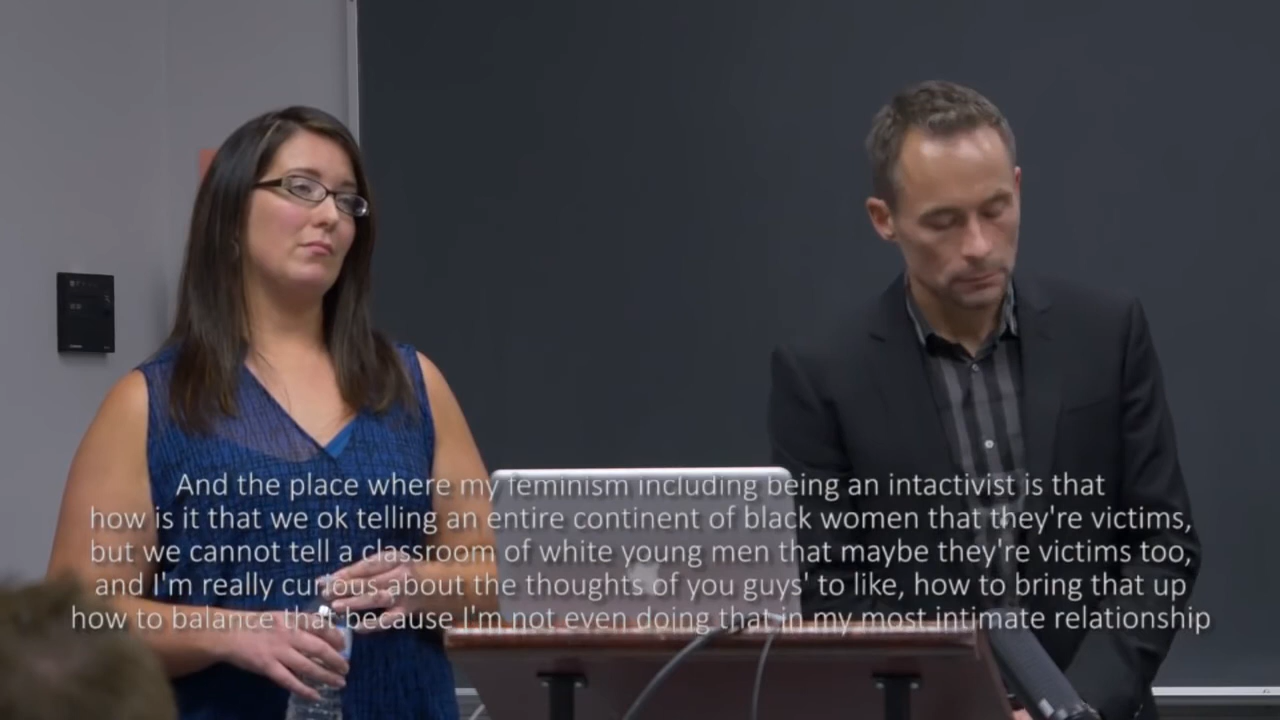 And the place where my feminism including being an intactivist is that
how is it that we ok telling an entire continent of black women that they're victims,
but we cannot tell a classroom of white young men that maybe they're victims too,
and I'm really curious about the thoughts of you guys' to like, how to bring that up
how to balance that because I'm not even doing that in my most intimate relationship